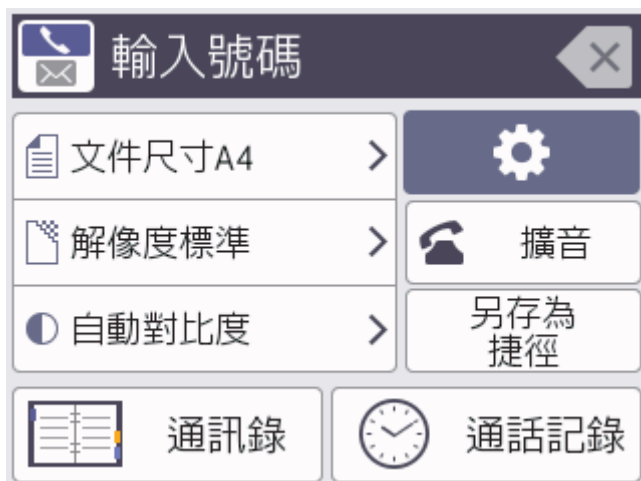 輸入號碼
文件尺寸A4
解像度標準
擴音
自動對比度
另存為
捷徑
通訊錄
通話記錄